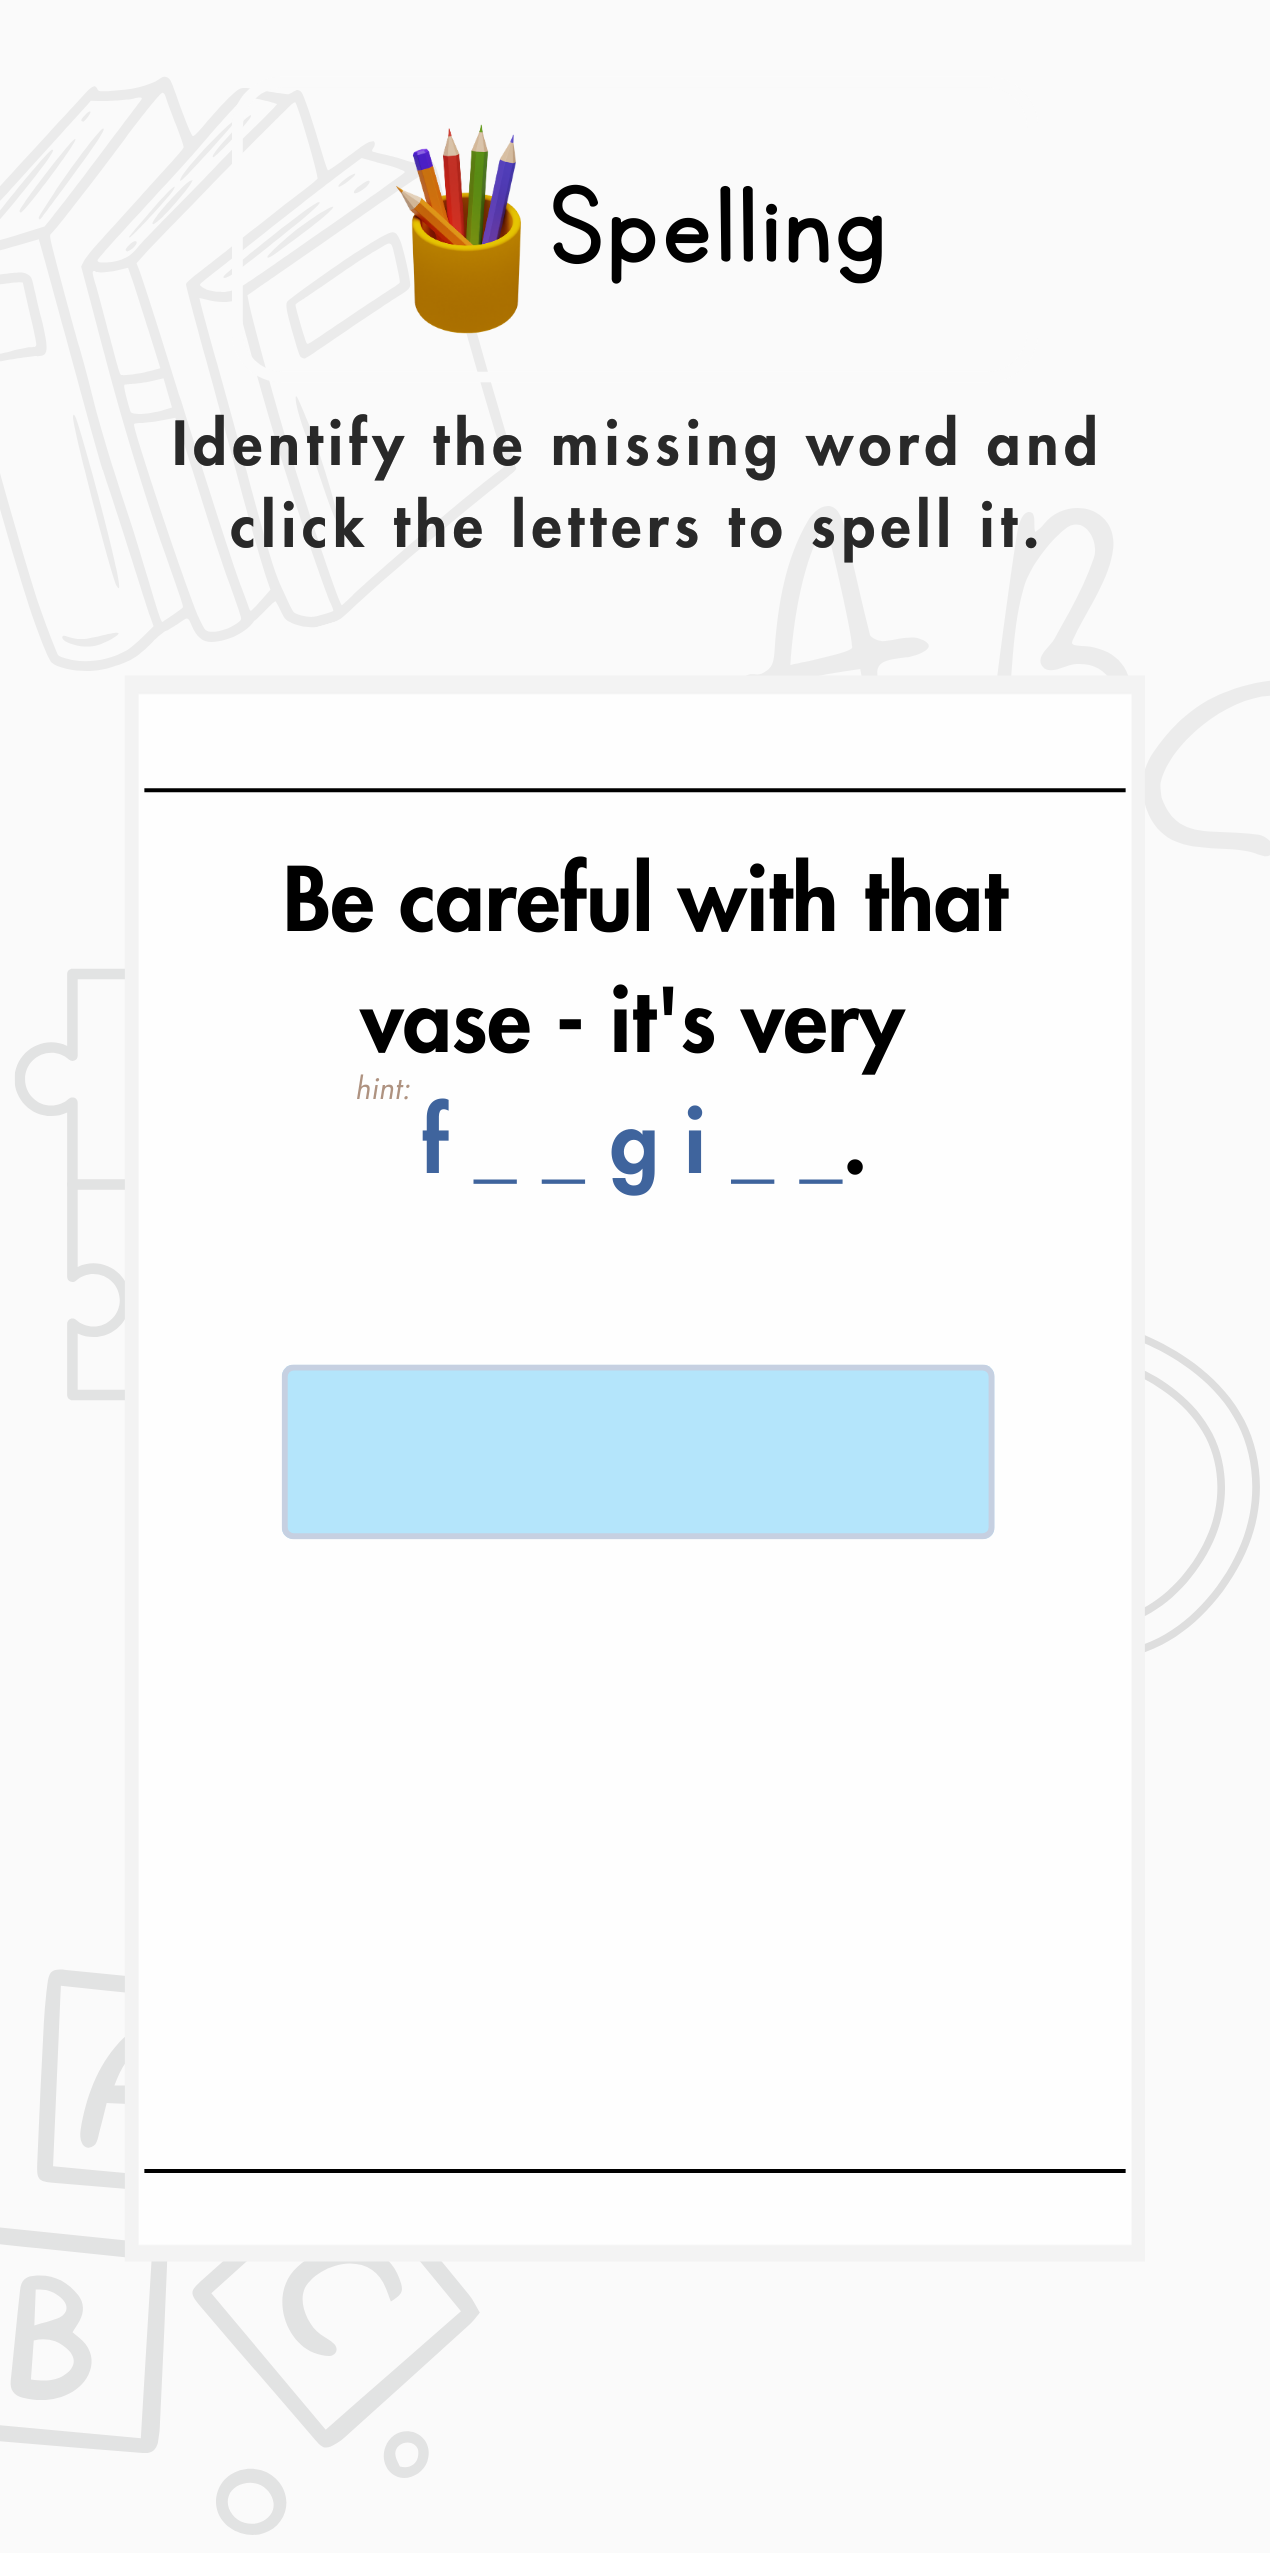 Spelling
Identify the missing word and
click the letters to spell it.
A B
Be careful with that
vase - it's very
hint:
f _ _ g i _ _.
A
B
C